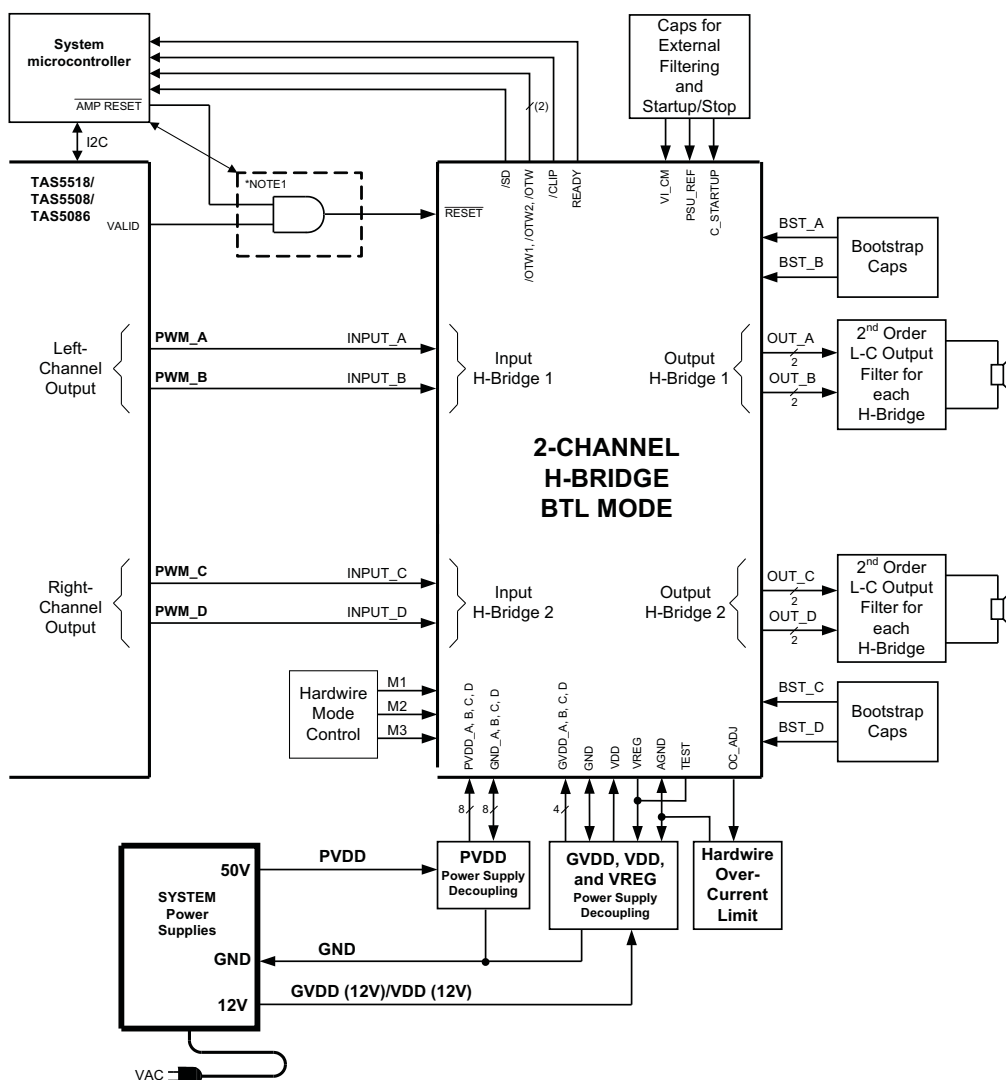 System
microcontroller
AMP RESET
I2C
Caps for
External
Filtering
and
Startup/Stop
(2)
TAS5518/
TAS5508/
TAS5086
VALID
*NOTE1
RESET
/SD
/OTW1, /OTW2, /OTW
/CLIP
READY
VI_CM
PSU_REF
C_STARTUP
BST_A
BST_B
Bootstrap
Caps
Left-
Channel
Output
PWM_A
PWM_B
INPUT_A
INPUT_B
Input
H-Bridge 1
Output
H-Bridge 1
OUT_A
2
OUT_B
2
2nd Order
L-C Output
Filter for
each
H-Bridge
2-CHANNEL
H-BRIDGE
BTL MODE
Right-
Channel
Output
PWM_C
PWM_D
INPUT_C
INPUT_D
Input
H-Bridge 2
Output
H-Bridge 2
OUT_C
2
OUT_D
2
2nd Order
L-C Output
Filter for
each
H-Bridge
Hardwire
Mode
Control
M1
M2
M3
PVDD_A, B, C, D
GND_A, B, C, D
GVDD_A, B, C, D
GND
VDD
VREG
AGND
TEST
OC_ADJ
BST_C
BST_D
Bootstrap
Caps
8
8
4
50V
SYSTEM
Power
Supplies
GND
12V
PVDD
PVDD
Power Supply
Decoupling
GVDD, VDD,
and VREG
Power Supply
Decoupling
Hardwire
Over-
Current
Limit
GND
GVDD (12V)/VDD (12V)
VAC